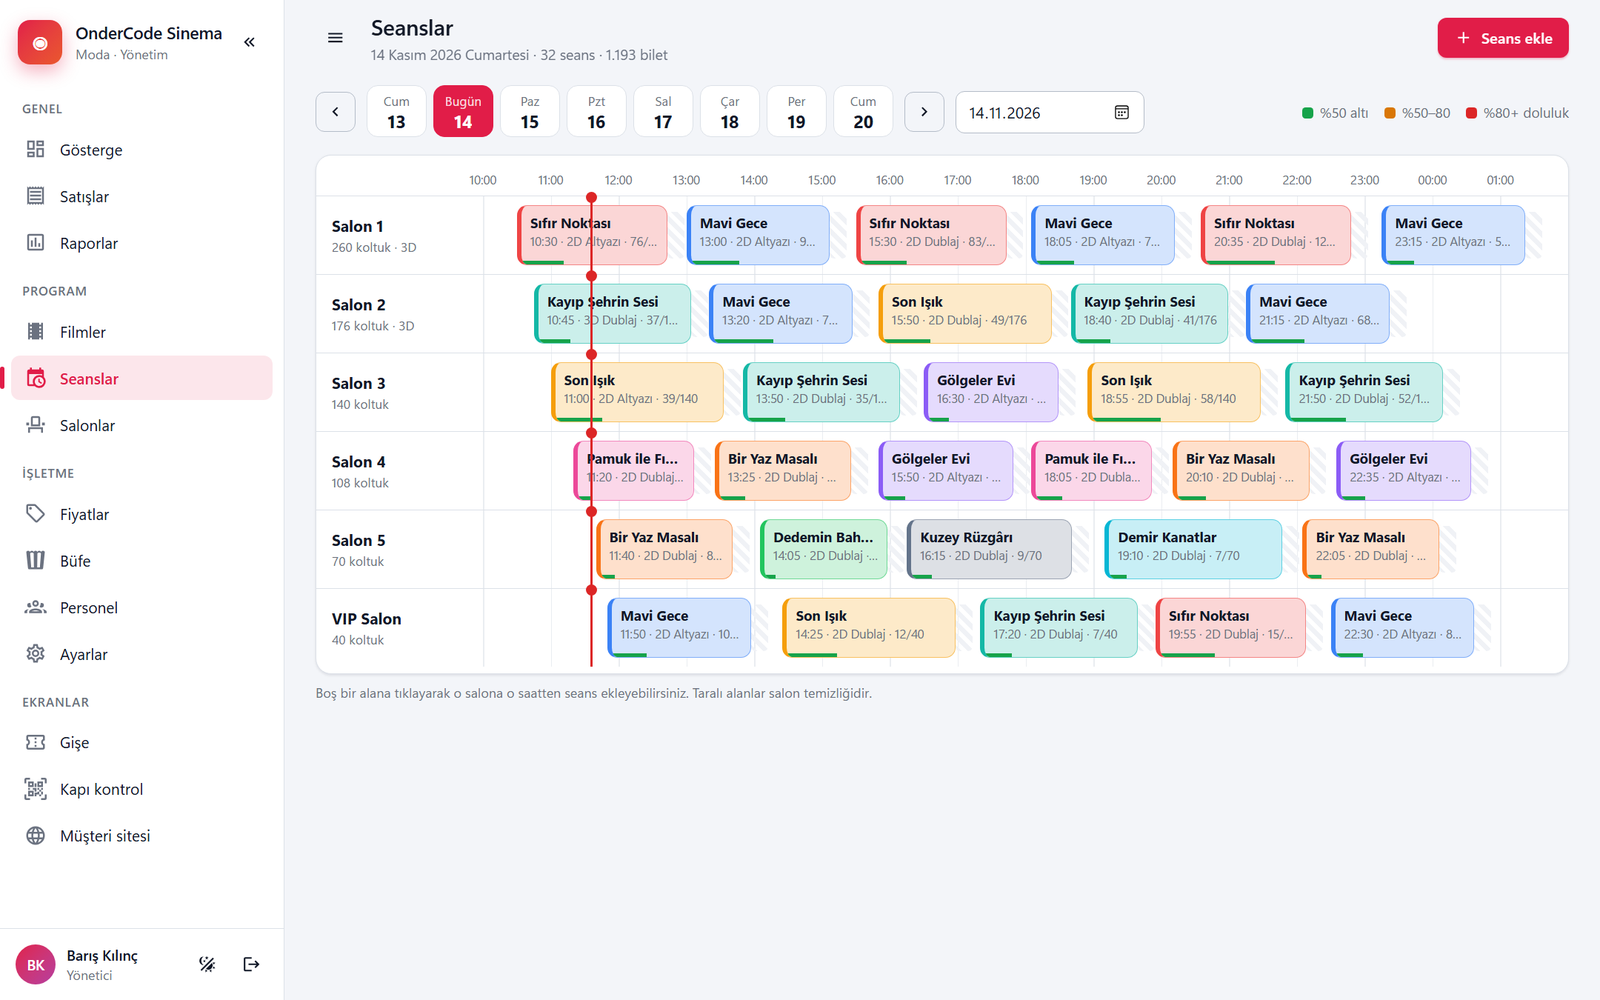 OnderCode Sinema
Moda · Yönetim
GENEL
Gösterge
Satışlar
Raporlar
PROGRAM
Filmler
Seanslar
Salonlar
İŞLETME
Fiyatlar
Büfe
Personel
Ayarlar
EKRANLAR
Gişe
Kapı kontrol
Müşteri sitesi
BK
Barış Kılınç
Yönetici
Seanslar
14 Kasım 2026 Cumartesi · 32 seans · 1.193 bilet
+ Seans ekle
Cum 13
Bugün 14
Paz 15
Pzt 16
Sal 17
Çar 18
Per 19
Cum 20
14.11.2026
%50 altı
%50–80
%80+ doluluk
10:00 11:00 12:00 13:00 14:00 15:00 16:00 17:00 18:00 19:00 20:00 21:00 22:00 23:00 00:00 01:00
Salon 1
260 koltuk · 3D
Sıfır Noktası
10:30 · 2D Altyazı · 76/...
Mavi Gece
13:00 · 2D Altyazı · 9...
Sıfır Noktası
15:30 · 2D Dublaj · 83/...
Mavi Gece
18:05 · 2D Altyazı · 7...
Sıfır Noktası
20:35 · 2D Dublaj · 12...
Mavi Gece
23:15 · 2D Altyazı · 5...
Salon 2
176 koltuk · 3D
Kayıp Şehrin Sesi
10:45 · 3D Dublaj · 37/1...
Mavi Gece
13:20 · 2D Altyazı · 7...
Son Işık
15:50 · 2D Dublaj · 49/176
Kayıp Şehrin Sesi
18:40 · 2D Dublaj · 41/176
Mavi Gece
21:15 · 2D Altyazı · 68...
Salon 3
140 koltuk
Son Işık
11:00 · 2D Altyazı · 39/140
Kayıp Şehrin Sesi
13:50 · 2D Dublaj · 35/1...
Gölgeler Evi
16:30 · 2D Altyazı · ...
Son Işık
18:55 · 2D Dublaj · 58/140
Kayıp Şehrin Sesi
21:50 · 2D Dublaj · 52/1...
Salon 4
108 koltuk
Pamuk ile Fı...
11:20 · 2D Dublaj...
Bir Yaz Masalı
13:25 · 2D Dublaj · ...
Gölgeler Evi
15:50 · 2D Altyazı · ...
Pamuk ile Fı...
18:05 · 2D Dubla...
Bir Yaz Masalı
20:10 · 2D Dublaj · ...
Gölgeler Evi
22:35 · 2D Altyazı · ...
Salon 5
70 koltuk
Bir Yaz Masalı
11:40 · 2D Dublaj · 8...
Dedemin Bah...
14:05 · 2D Dublaj ·...
Kuzey Rüzgârı
16:15 · 2D Dublaj · 9/70
Demir Kanatlar
19:10 · 2D Dublaj · 7/70
Bir Yaz Masalı
22:05 · 2D Dublaj · ...
VIP Salon
40 koltuk
Mavi Gece
11:50 · 2D Altyazı · 10...
Son Işık
14:25 · 2D Dublaj · 12/40
Kayıp Şehrin Sesi
17:20 · 2D Dublaj · 7/40
Sıfır Noktası
19:55 · 2D Dublaj · 15/...
Mavi Gece
22:30 · 2D Altyazı · 8...
Boş bir alana tıklayarak o salona o saatten seans ekleyebilirsiniz. Taralı alanlar salon temizliğidir.